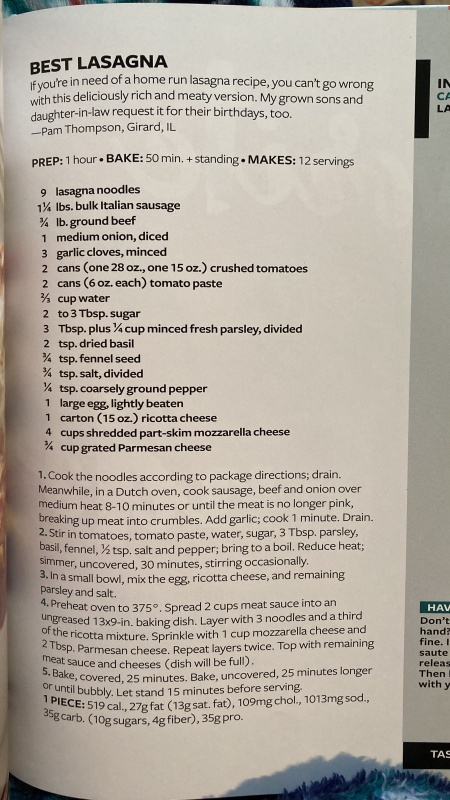 BEST LASAGNA
If you're in need of a home run lasagna recipe, you can't go wrong
with this deliciously rich and meaty version. My grown sons and
daughter-in-law request it for their birthdays, too.
—Pam Thompson, Girard, IL
PREP: 1 hour • BAKE: 50 min. + standing • MAKES: 12 servings
9 lasagna noodles
1¼ lbs. bulk Italian sausage
¾ lb. ground beef
1 medium onion, diced
3 garlic cloves, minced
2 cans (one 28 oz., one 15 oz.) crushed tomatoes
2 cans (6 oz. each) tomato paste
⅔ cup water
2 to 3 Tbsp. sugar
3 Tbsp. plus ¼ cup minced fresh parsley, divided
2 tsp. dried basil
¾ tsp. fennel seed
¾ tsp. salt, divided
¼ tsp. coarsely ground pepper
1 large egg, lightly beaten
1 carton (15 oz.) ricotta cheese
4 cups shredded part-skim mozzarella cheese
¾ cup grated Parmesan cheese
1. Cook the noodles according to package directions; drain.
Meanwhile, in a Dutch oven, cook sausage, beef and onion over
medium heat 8-10 minutes or until the meat is no longer pink,
breaking up meat into crumbles. Add garlic; cook 1 minute. Drain.
2. Stir in tomatoes, tomato paste, water, sugar, 3 Tbsp. parsley,
basil, fennel, ½ tsp. salt and pepper; bring to a boil. Reduce heat;
simmer, uncovered, 30 minutes, stirring occasionally.
3. In a small bowl, mix the egg, ricotta cheese, and remaining
parsley and salt.
4. Preheat oven to 375°. Spread 2 cups meat sauce into an
ungreased 13x9-in. baking dish. Layer with 3 noodles and a third
of the ricotta mixture. Sprinkle with 1 cup mozzarella cheese and
2 Tbsp. Parmesan cheese. Repeat layers twice. Top with remaining
meat sauce and cheeses (dish will be full).
5. Bake, covered, 25 minutes. Bake, uncovered, 25 minutes longer
or until bubbly. Let stand 15 minutes before serving.
1 PIECE: 519 cal., 27g fat (13g sat. fat), 109mg chol., 1013mg sod.,
35g carb. (10g sugars, 4g fiber), 35g pro.
IN
CA
LA
HAV
Don't
hand?
fine. I
saute
releas
Then l
with y
TAS